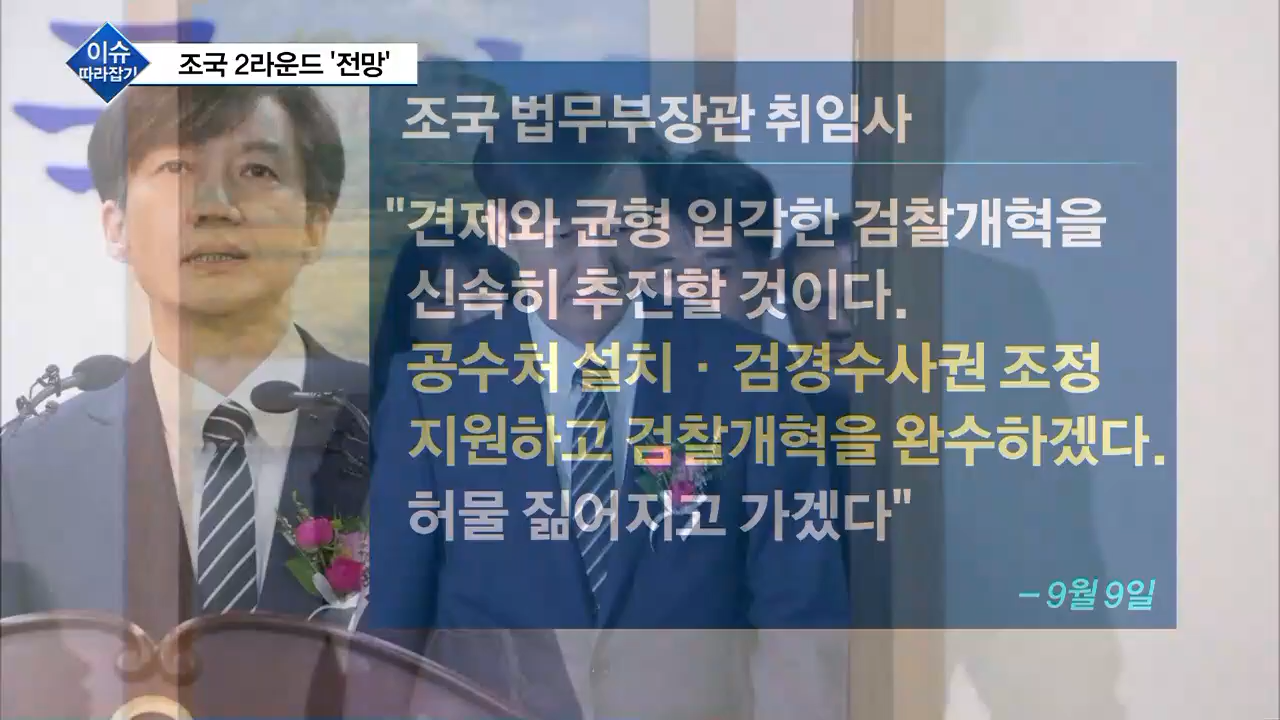 이슈
따라잡기
조국 2라운드 '전망'
조국 법무부장관 취임사
"견제와 균형 입각한 검찰개혁을
신속히 추진할 것이다.
공수처 설치 · 검경수사권 조정
지원하고 검찰개혁을 완수하겠다.
허물 짊어지고 가겠다"
- 9월 9일